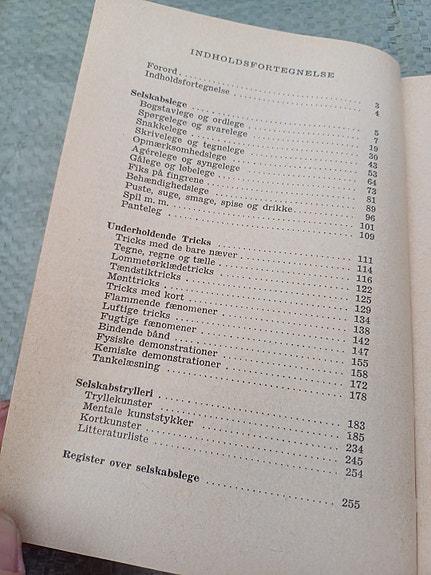 INDHOLDSFORTEGNELSE
Forord ........ 3
Indholdsfortegnelse ........ 4
Selskabslege ........ 5
Bogstavlege og ordlege ........ 7
Spørgelege og svarelege ........ 19
Snakkelege ........ 30
Skrivelege og tegnelege ........ 43
Opmærksomhedslege ........ 53
Agérelege og syngelege ........ 64
Gålege og løbelege ........ 73
Fiks på fingrene ........ 81
Behændighedslege ........ 89
Puste, suge, smage, spise og drikke ........ 96
Spil m. m. ........ 101
Panteleg ........ 109
Underholdende Tricks ........ 111
Tricks med de bare næver ........ 114
Tegne, regne og tælle ........ 116
Lommetørklædetricks ........ 122
Tændstiktricks ........ 125
Mønttricks ........ 129
Tricks med kort ........ 134
Flammende fænomener ........ 138
Luftige tricks ........ 142
Fugtige fænomener ........ 147
Bindende bånd ........ 155
Fysiske demonstrationer ........ 158
Kemiske demonstrationer ........ 172
Tankelæsning ........ 178
Selskabstrylleri ........ 183
Tryllekunster ........ 185
Mentale kunststykker ........ 234
Kortkunster ........ 245
Litteraturliste ........ 254
Register over selskabslege ........ 255